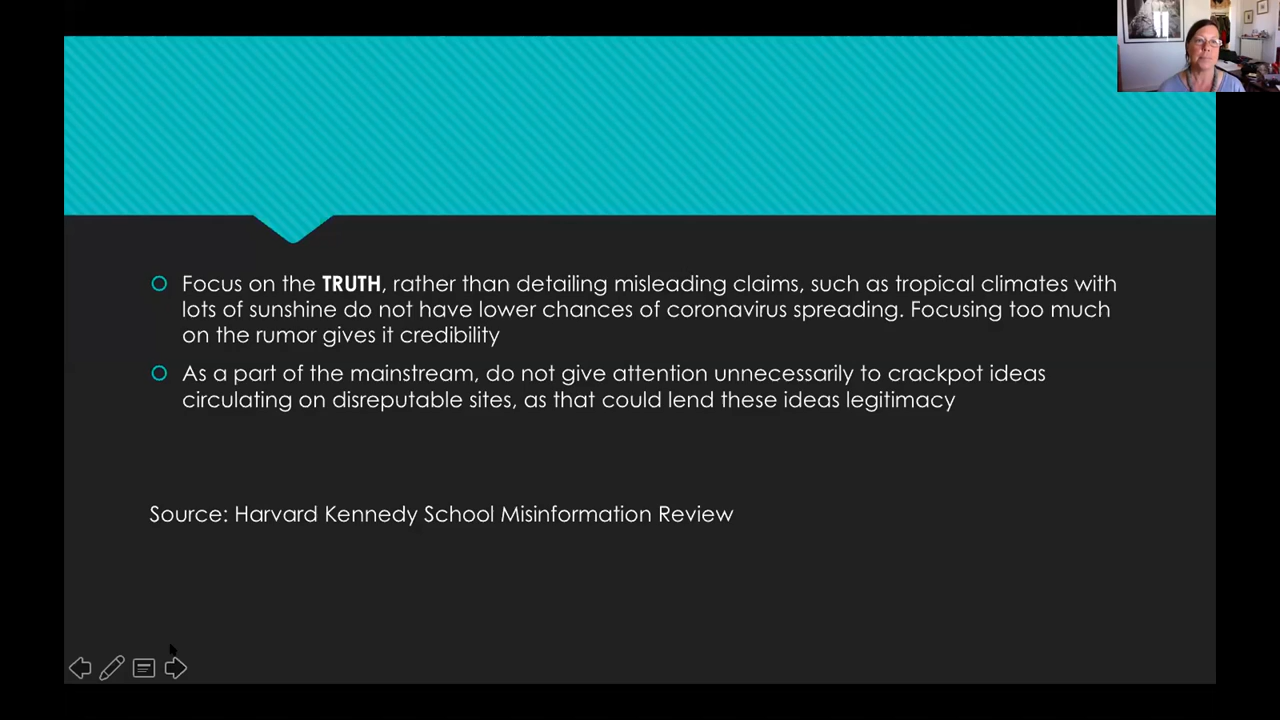 Focus on the TRUTH, rather than detailing misleading claims, such as tropical climates with
lots of sunshine do not have lower chances of coronavirus spreading. Focusing too much
on the rumor gives it credibility
As a part of the mainstream, do not give attention unnecessarily to crackpot ideas
circulating on disreputable sites, as that could lend these ideas legitimacy
Source: Harvard Kennedy School Misinformation Review